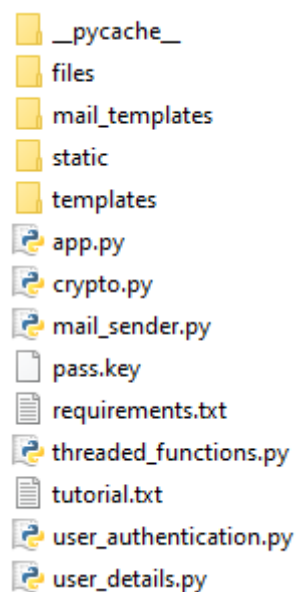 __pycache__
files
mail_templates
static
templates
app.py
crypto.py
mail_sender.py
pass.key
requirements.txt
threaded_functions.py
tutorial.txt
user_authentication.py
user_details.py